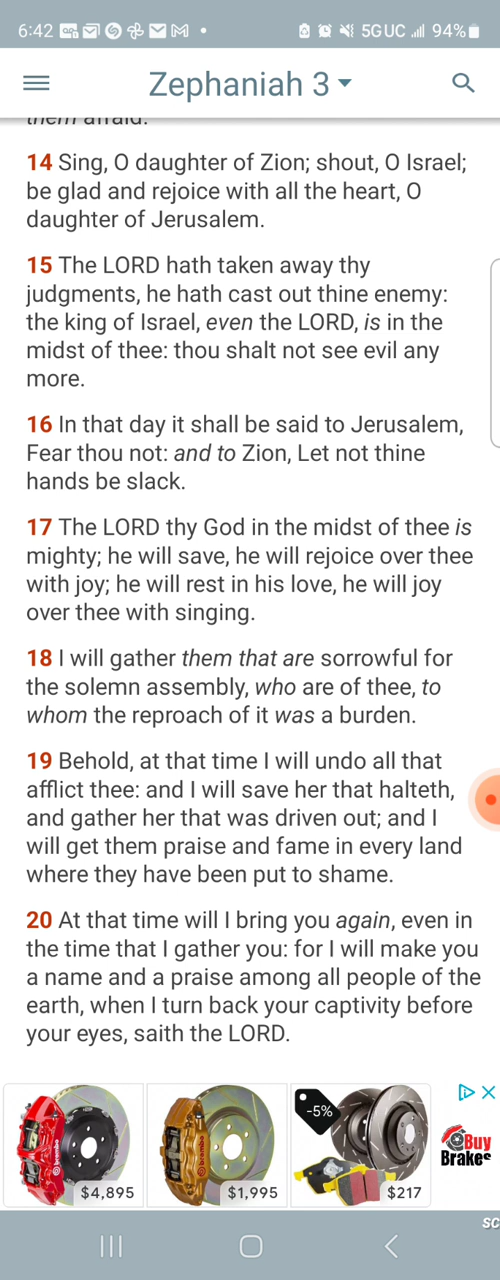 6:42
5GUC
94%
Zephaniah 3
them afraid.
14 Sing, O daughter of Zion; shout, O Israel;
be glad and rejoice with all the heart, O
daughter of Jerusalem.
15 The LORD hath taken away thy
judgments, he hath cast out thine enemy:
the king of Israel, even the LORD, is in the
midst of thee: thou shalt not see evil any
more.
16 In that day it shall be said to Jerusalem,
Fear thou not: and to Zion, Let not thine
hands be slack.
17 The LORD thy God in the midst of thee is
mighty; he will save, he will rejoice over thee
with joy; he will rest in his love, he will joy
over thee with singing.
18 I will gather them that are sorrowful for
the solemn assembly, who are of thee, to
whom the reproach of it was a burden.
19 Behold, at that time I will undo all that
afflict thee: and I will save her that halteth,
and gather her that was driven out; and I
will get them praise and fame in every land
where they have been put to shame.
20 At that time will I bring you again, even in
the time that I gather you: for I will make you
a name and a praise among all people of the
earth, when I turn back your captivity before
your eyes, saith the LORD.
brembo
$4,895
brembo
$1,995
-5%
$217
Buy
Brakes
SC